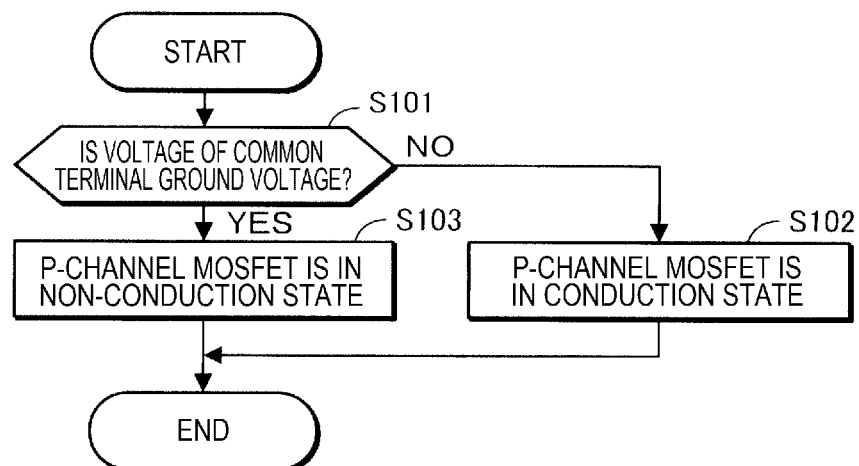 START
S101
IS VOLTAGE OF COMMON
TERMINAL GROUND VOLTAGE?
NO
YES
S103
P-CHANNEL MOSFET IS IN
NON-CONDUCTION STATE
S102
P-CHANNEL MOSFET IS
IN CONDUCTION STATE
END